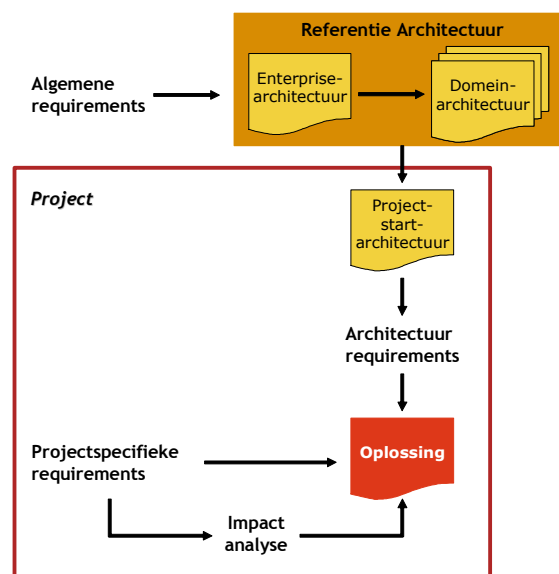 Referentie Architectuur
Algemene
requirements
Enterprise-
architectuur
Domein-
architectuur
Project
Project-
start-
architectuur
Architectuur
requirements
Projectspecifieke
requirements
Oplossing
Impact
analyse